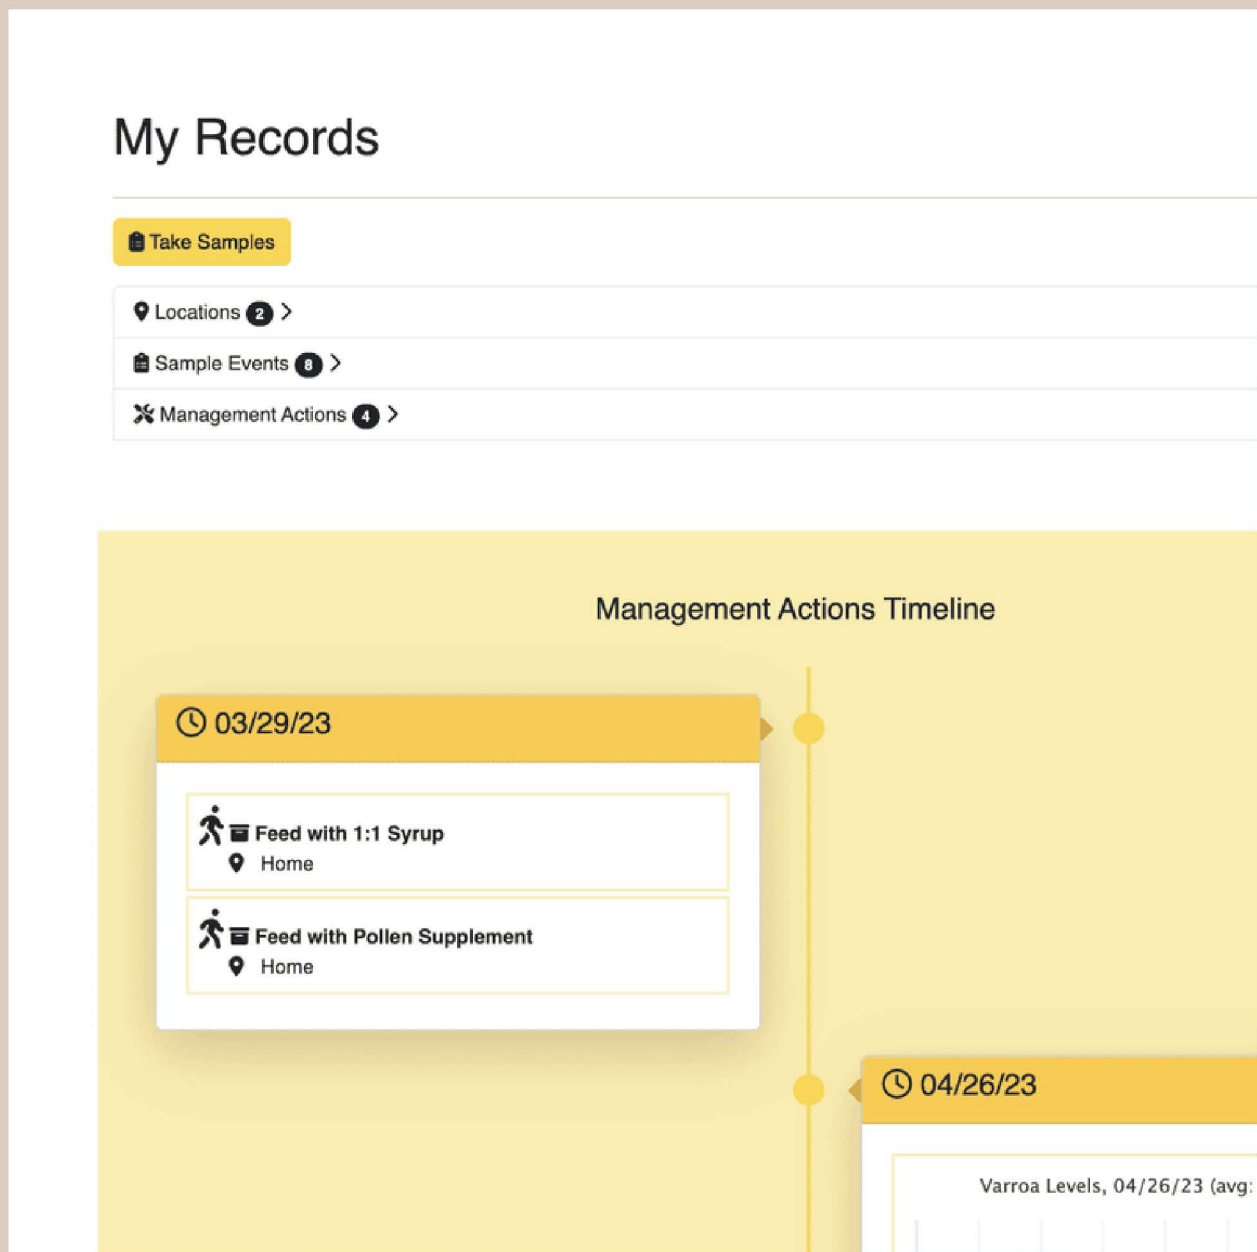 My Records
Take Samples
Locations 2
Sample Events 8
Management Actions 4
Management Actions Timeline
03/29/23
Feed with 1:1 Syrup
Home
Feed with Pollen Supplement
Home
04/26/23
Varroa Levels, 04/26/23 (avg: